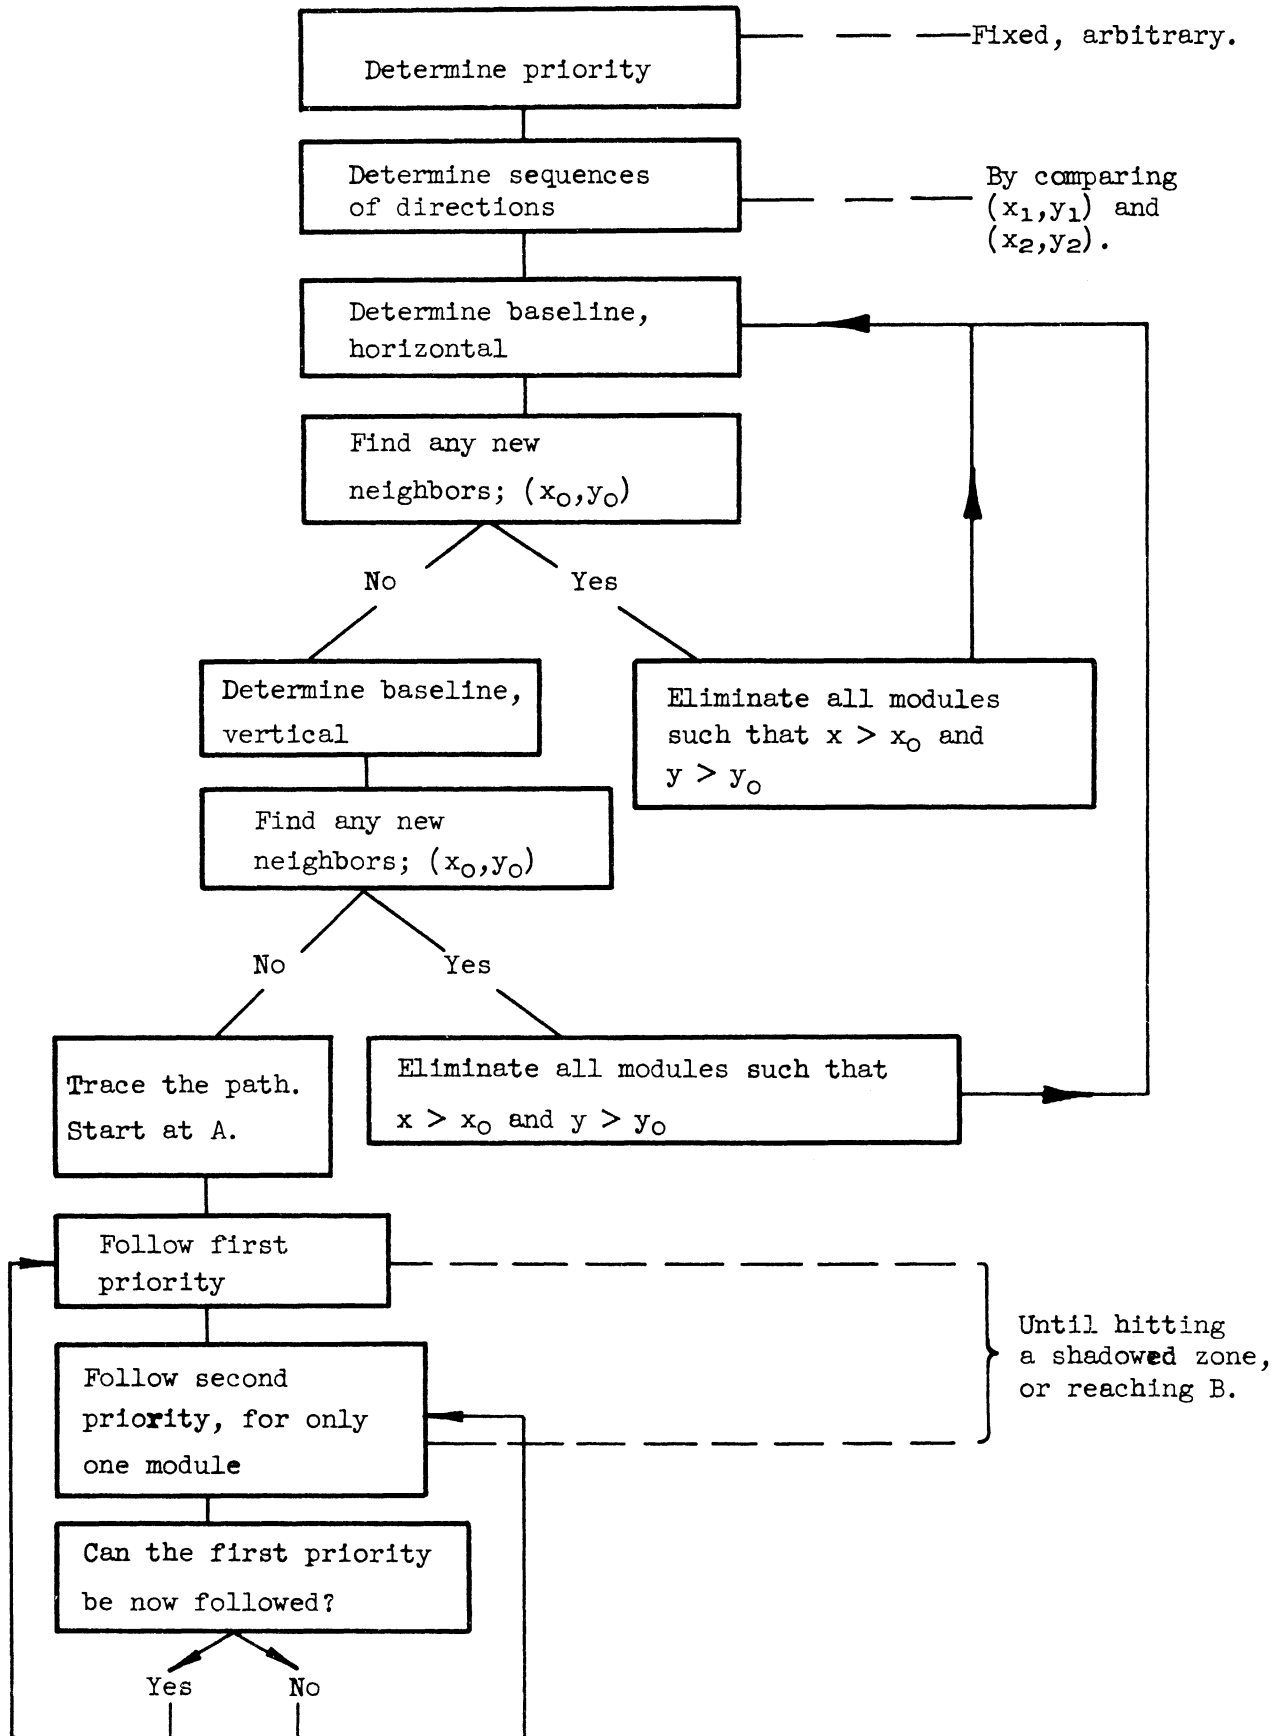 Determine priority
Fixed, arbitrary.
Determine sequences
of directions
By comparing
(x₁,y₁) and
(x₂,y₂).
Determine baseline,
horizontal
Find any new
neighbors; (x₀,y₀)
No
Yes
Determine baseline,
vertical
Eliminate all modules
such that x > x₀ and
y > y₀
Find any new
neighbors; (x₀,y₀)
No
Yes
Trace the path.
Start at A.
Eliminate all modules such that
x > x₀ and y > y₀
Follow first
priority
Until hitting
a shadowed zone,
or reaching B.
Follow second
priority, for only
one module
Can the first priority
be now followed?
Yes
No